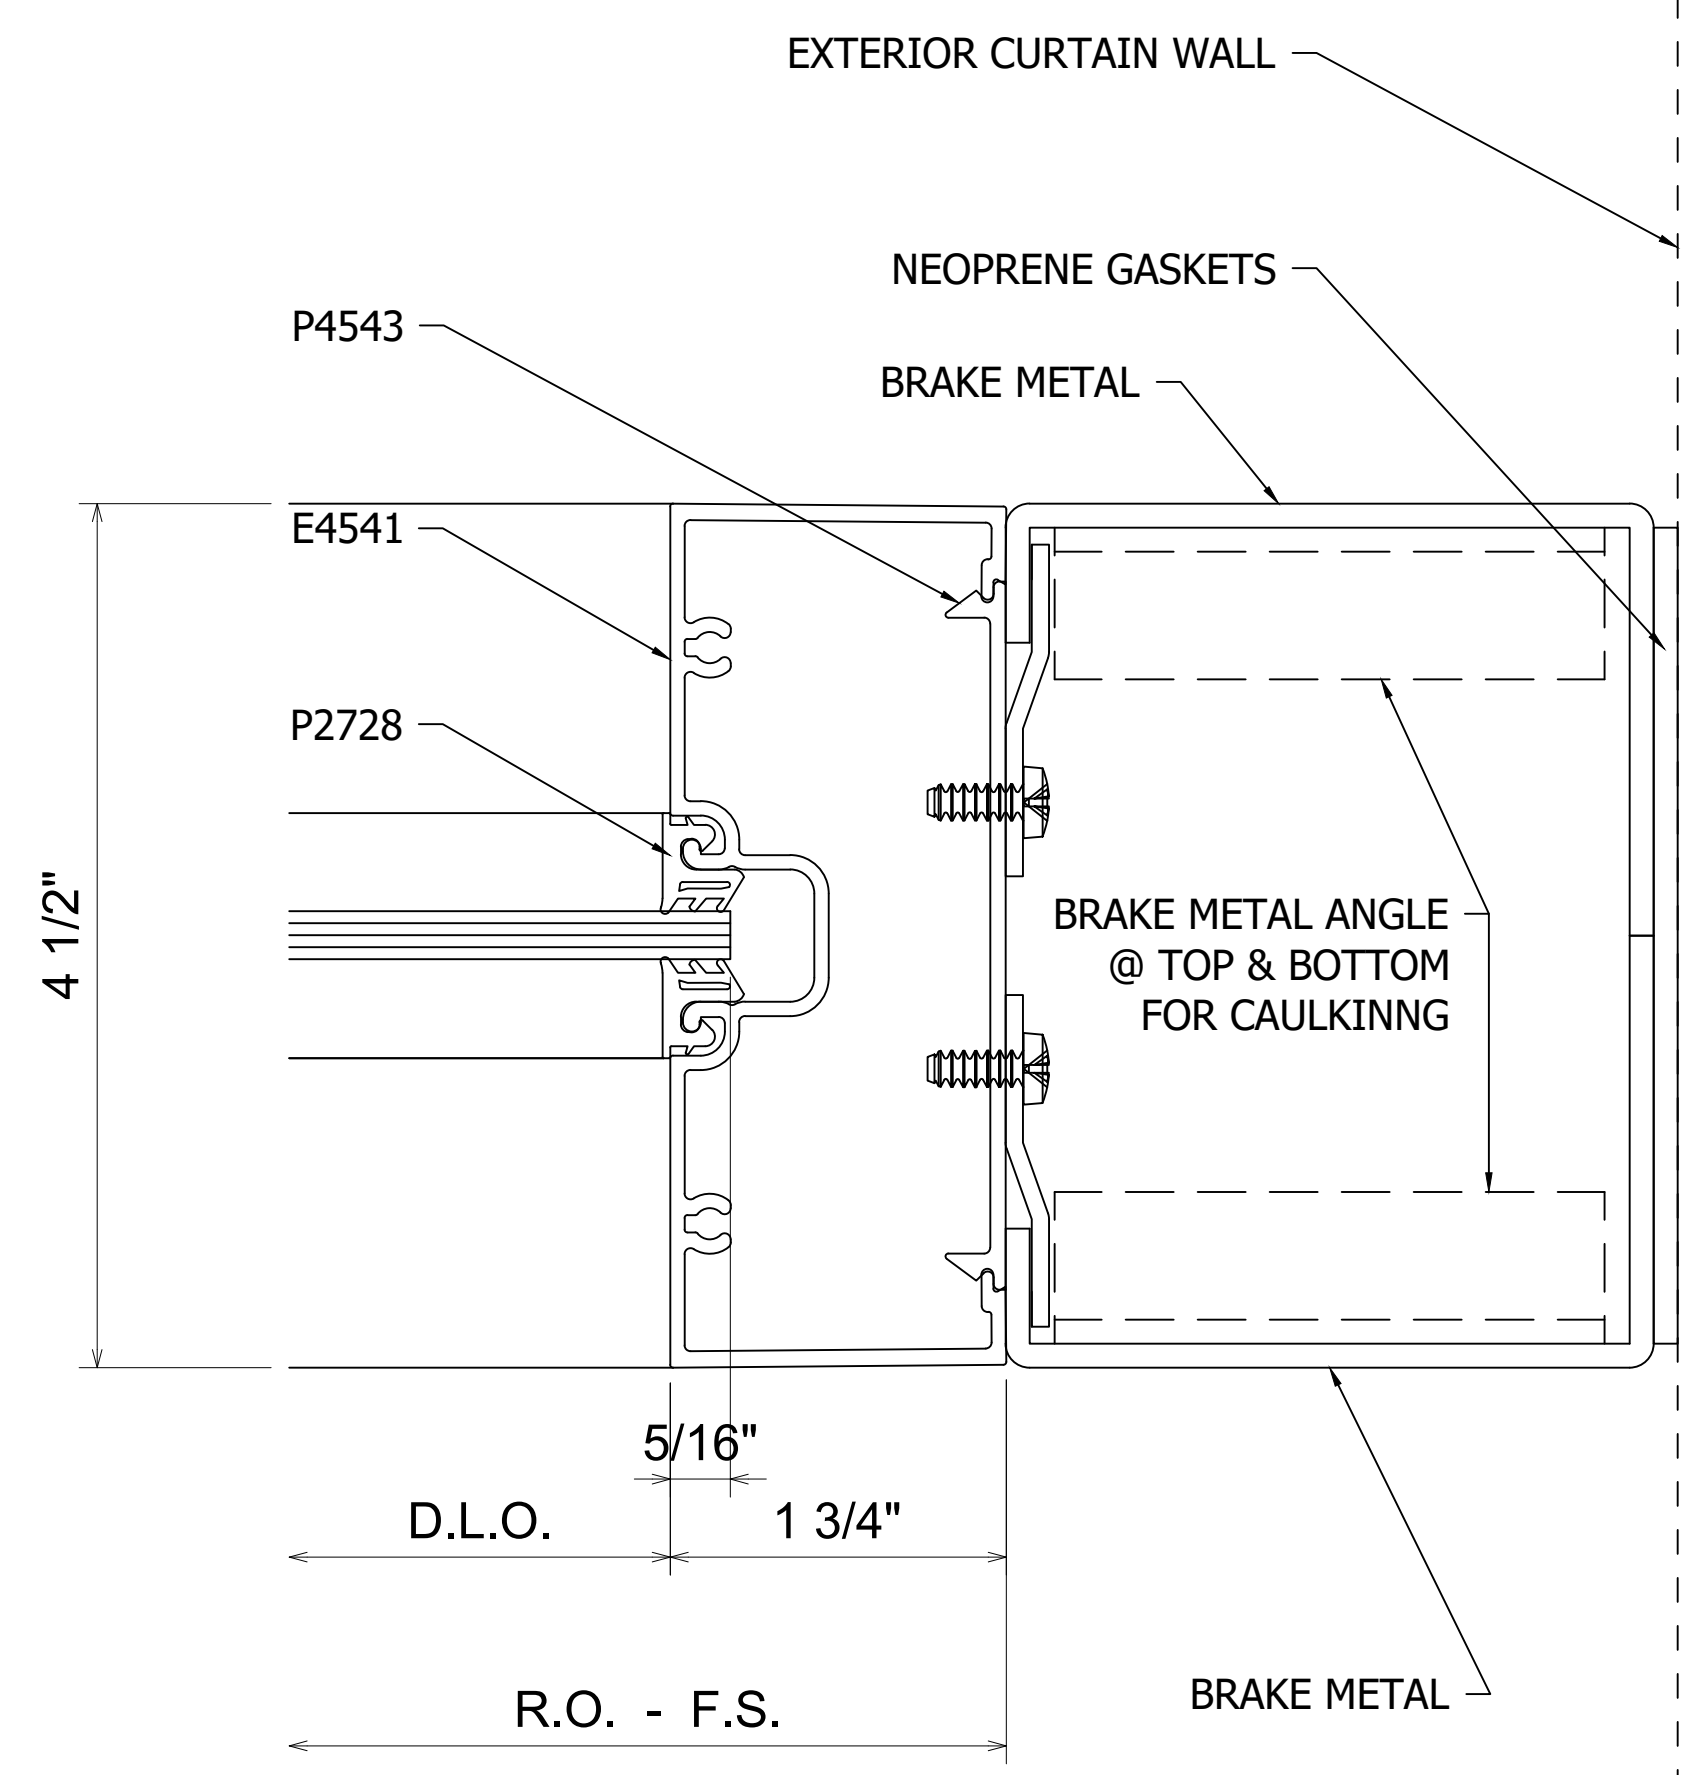 EXTERIOR CURTAIN WALL
NEOPRENE GASKETS
P4543
BRAKE METAL
E4541
P2728
4 1/2"
BRAKE METAL ANGLE
@ TOP & BOTTOM
FOR CAULKINNG
5/16"
D.L.O.
1 3/4"
BRAKE METAL
R.O. - F.S.